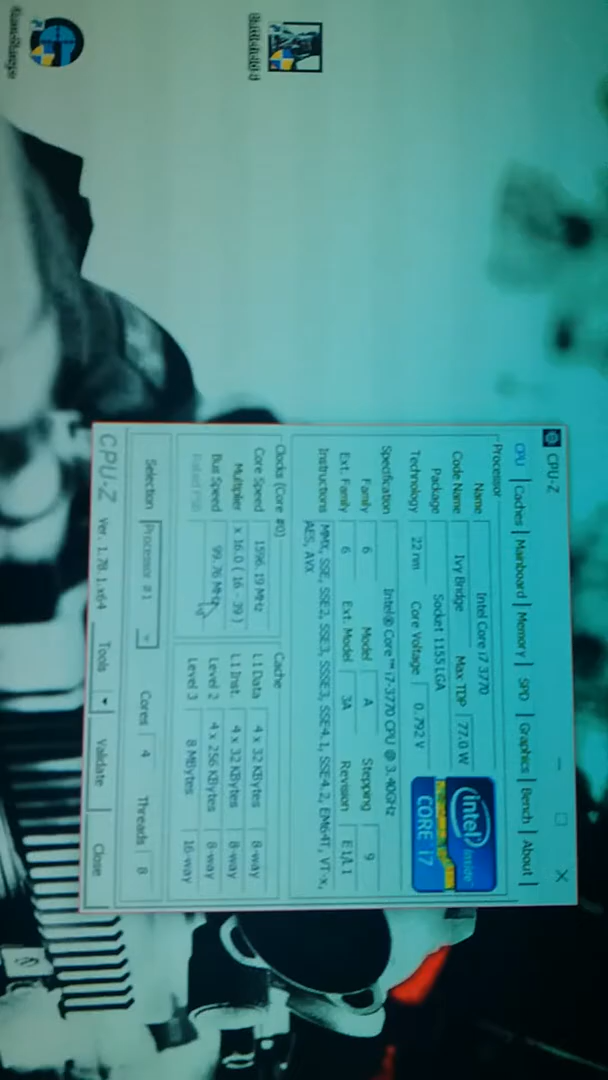 CPU-Z
CPU Caches Mainboard Memory SPD Graphics Bench About
Processor
Name Intel Core i7 3770
Code Name Ivy Bridge Max TDP 77.0 W
Package Socket 1155 LGA
Technology 22 nm Core Voltage 0.792 V
intel inside
CORE i7
Specification Intel® Core™ i7-3770 CPU @ 3.40GHz
Family 6 Model A Stepping 9
Ext. Family 6 Ext. Model 3A Revision E1/L1
Instructions MMX, SSE, SSE2, SSE3, SSSE3, SSE4.1, SSE4.2, EM64T, VT-x,
AES, AVX
Clocks (Core #0)
Core Speed 1596.19 MHz
Multiplier x 16.0 ( 16 - 39 )
Bus Speed 99.76 MHz
Rated FSB
Cache
L1 Data 4 x 32 KBytes 8-way
L1 Inst. 4 x 32 KBytes 8-way
Level 2 4 x 256 KBytes 8-way
Level 3 8 MBytes 16-way
Selection Processor #1 Cores 4 Threads 8
CPU-Z Ver. 1.78.1.x64 Tools Validate Close